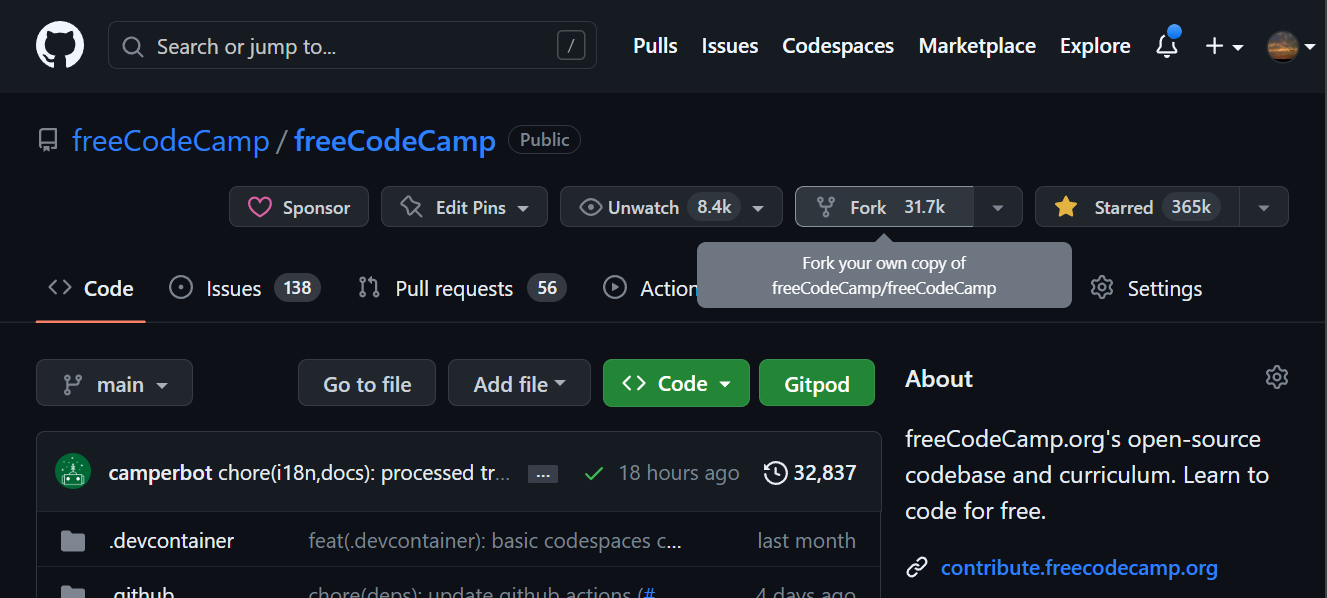 Search or jump to... / Pulls Issues Codespaces Marketplace Explore
freeCodeCamp / freeCodeCamp Public
Sponsor Edit Pins Unwatch 8.4k Fork 31.7k Starred 365k
Fork your own copy of
freeCodeCamp/freeCodeCamp
Code Issues 138 Pull requests 56 Action Settings
main Go to file Add file Code Gitpod
camperbot chore(i18n,docs): processed tr... ... 18 hours ago 32,837
.devcontainer feat(.devcontainer): basic codespaces c... last month
.github chore(deps): update github actions (# 4 days ago
About
freeCodeCamp.org's open-source
codebase and curriculum. Learn to
code for free.
contribute.freecodecamp.org